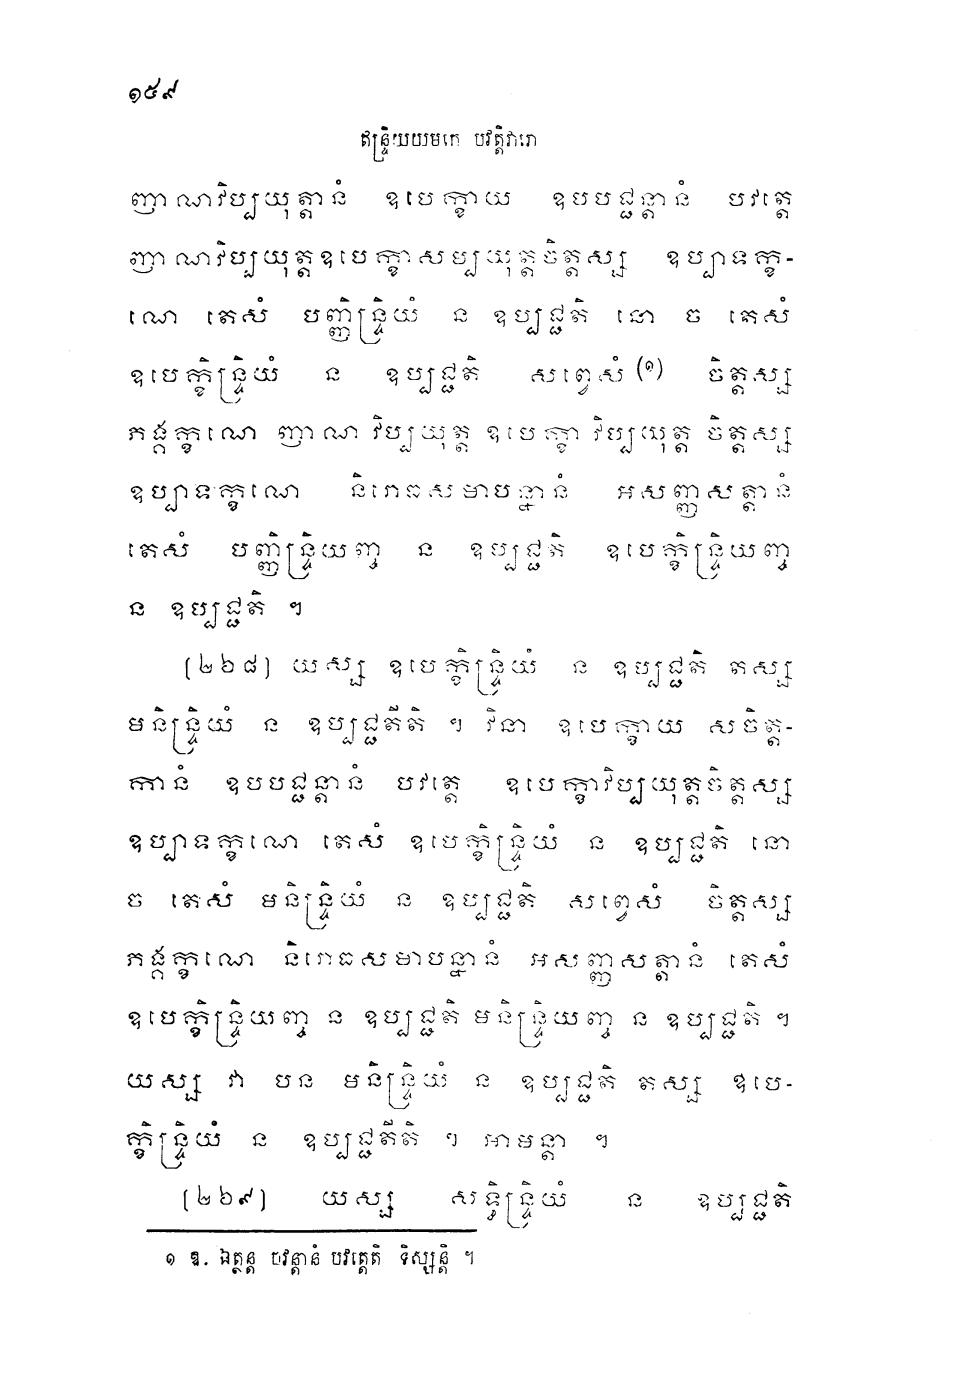 ១៥៩
ឥន្ទ្រិយយមកេ បវត្តិវារោ
ញាណវិប្បយុត្តានំ ឧបេក្ខាយ ឧបបជ្ជន្តានំ បវត្តេ
ញាណវិប្បយុត្តឧបេក្ខាសម្បយុត្តចិត្តស្ស ឧប្បាទក្ខ-
ណេ តេសំ បញ្ញិន្ទ្រិយំ ន ឧប្បជ្ជតិ នោ ច តេសំ
ឧបេក្ខិន្ទ្រិយំ ន ឧប្បជ្ជតិ សព្វេសំ (១) ចិត្តស្ស
ភង្គក្ខណេ ញាណវិប្បយុត្តឧបេក្ខាវិប្បយុត្តចិត្តស្ស
ឧប្បាទក្ខណេ និរោធសមាបន្នានំ អសញ្ញសត្តានំ
តេសំ បញ្ញិន្ទ្រិយញ្ច ន ឧប្បជ្ជតិ ឧបេក្ខិន្ទ្រិយញ្ច
ន ឧប្បជ្ជតិ ។
[២៦៨] យស្ស ឧបេក្ខិន្ទ្រិយំ ន ឧប្បជ្ជតិ តស្ស
មនិន្ទ្រិយំ ន ឧប្បជ្ជតីតិ ។ វិនា ឧបេក្ខាយ សចិត្ត-
កានំ ឧបបជ្ជន្តានំ បវត្តេ ឧបេក្ខាវិប្បយុត្តចិត្តស្ស
ឧប្បាទក្ខណេ តេសំ ឧបេក្ខិន្ទ្រិយំ ន ឧប្បជ្ជតិ នោ
ច តេសំ មនិន្ទ្រិយំ ន ឧប្បជ្ជតិ សព្វេសំ ចិត្តស្ស
ភង្គក្ខណេ និរោធសមាបន្នានំ អសញ្ញសត្តានំ តេសំ
ឧបេក្ខិន្ទ្រិយញ្ច ន ឧប្បជ្ជតិ មនិន្ទ្រិយញ្ច ន ឧប្បជ្ជតិ ។
យស្ស វា បន មនិន្ទ្រិយំ ន ឧប្បជ្ជតិ តស្ស ឧបេ-
ក្ខិន្ទ្រិយំ ន ឧប្បជ្ជតីតិ ។ អាមន្តា ។
[២៦៩] យស្ស សទ្ធិន្ទ្រិយំ ន ឧប្បជ្ជតិ
១ ឱ. ឯត្ថន្តរេ ចវន្តានំ បវត្តេតិ ទិស្សន្តិ ។